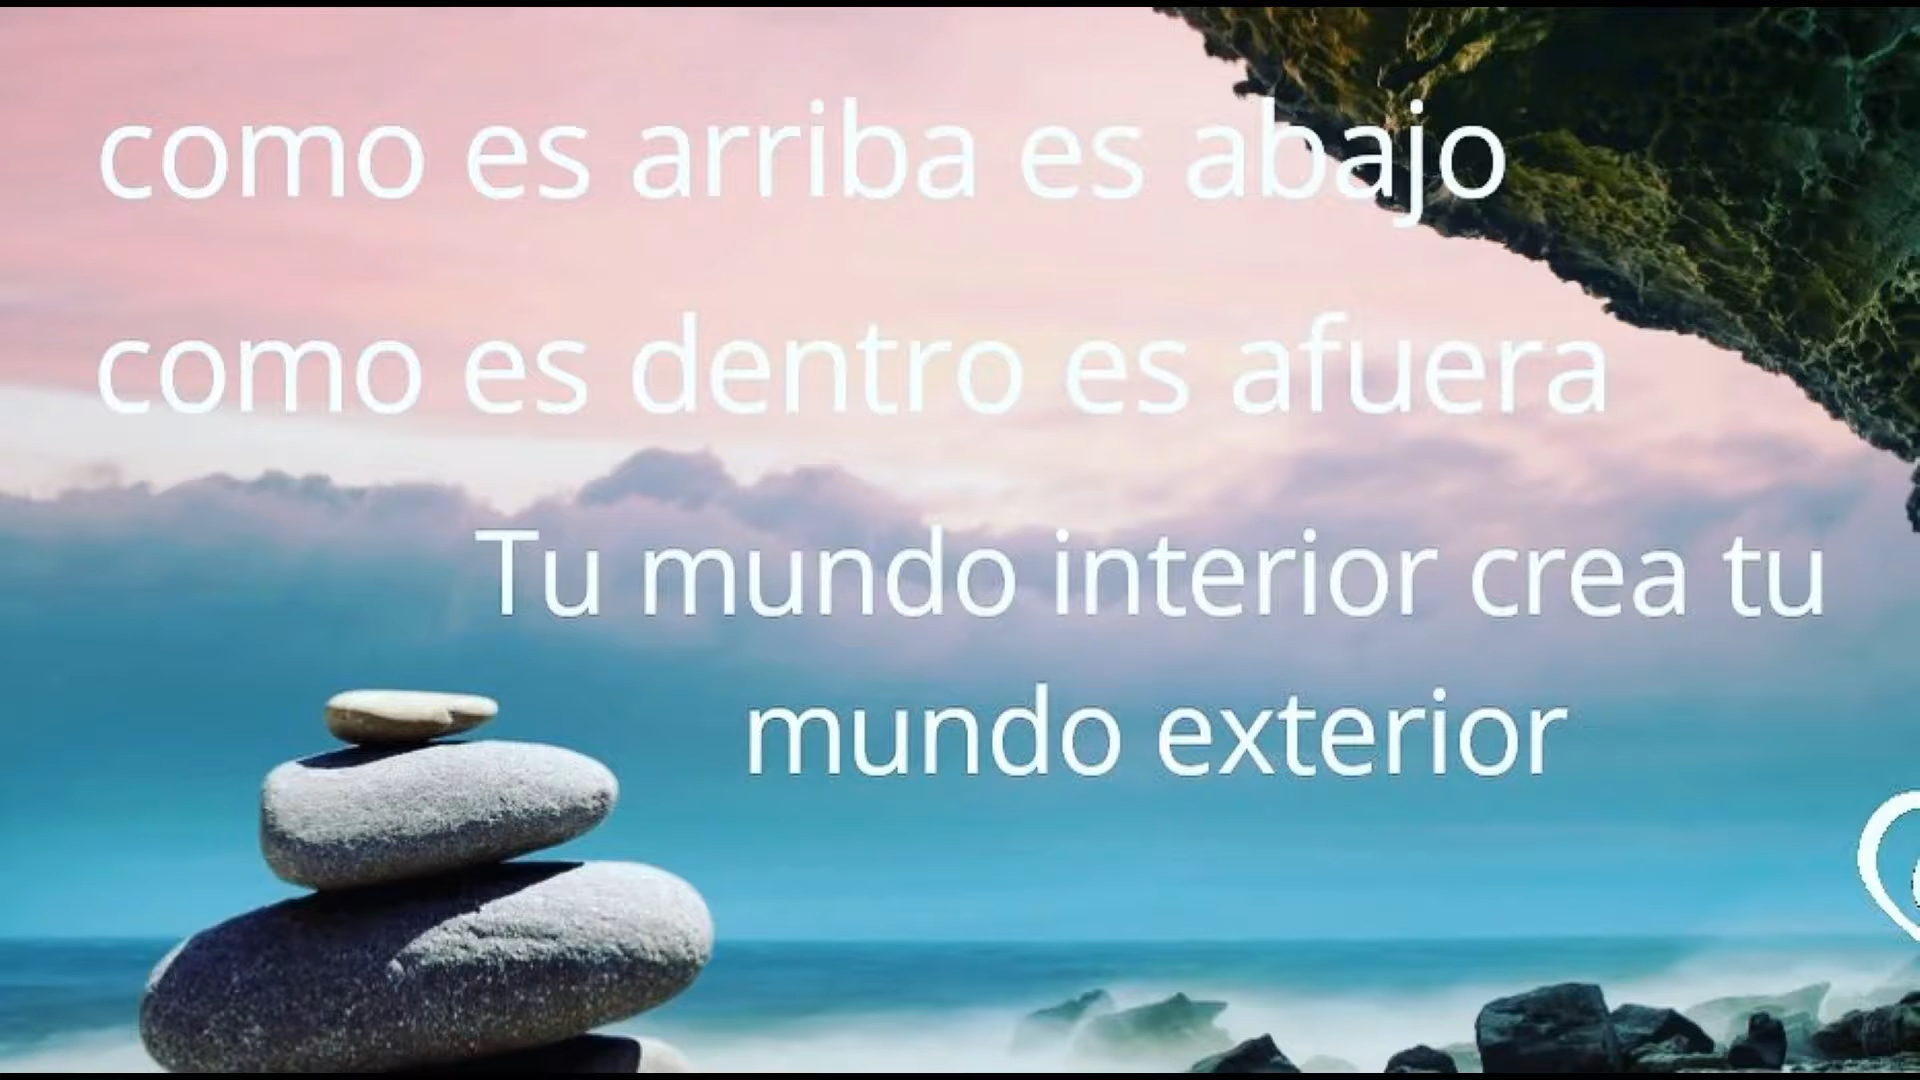 como es arriba es abajo
como es dentro es afuera
Tu mundo interior crea tu
mundo exterior